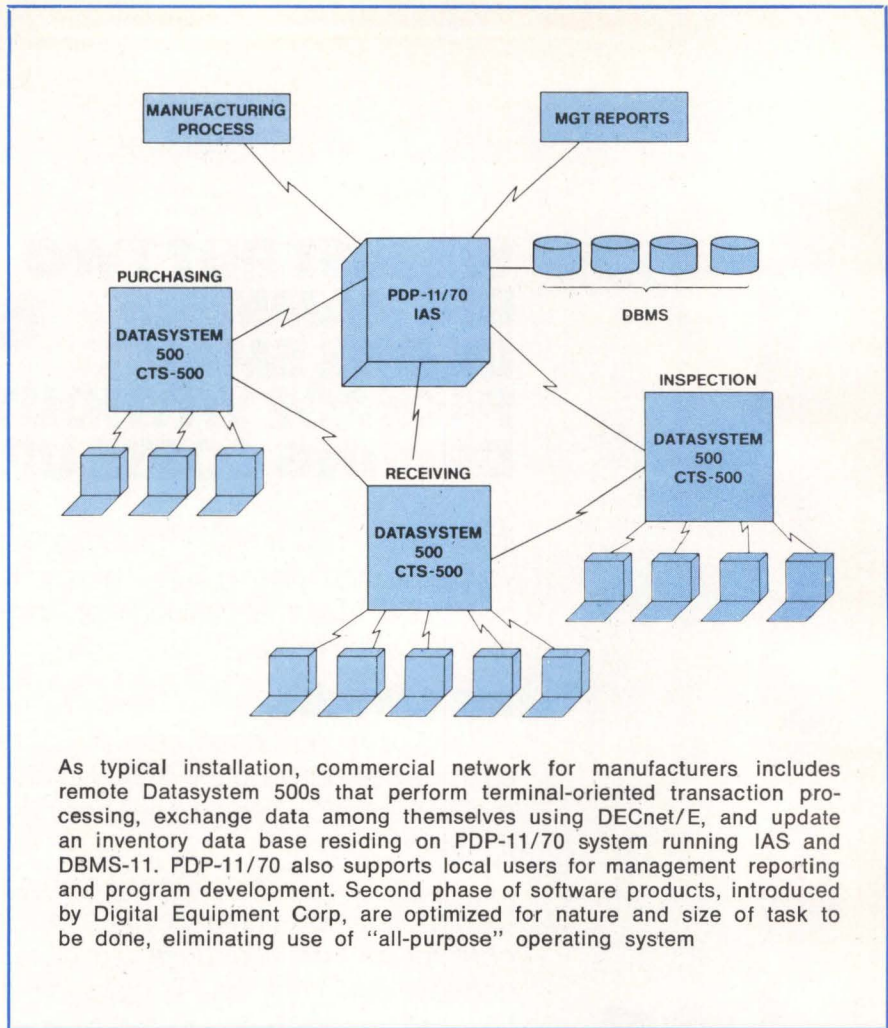 MANUFACTURING
PROCESS
MGT REPORTS
PDP-11/70
IAS
DBMS
PURCHASING
DATASYSTEM
500
CTS-500
INSPECTION
DATASYSTEM
500
CTS-500
RECEIVING
DATASYSTEM
500
CTS-500
As typical installation, commercial network for manufacturers includes
remote Datasystem 500s that perform terminal-oriented transaction pro-
cessing, exchange data among themselves using DECnet/E, and update
an inventory data base residing on PDP-11/70 system running IAS and
DBMS-11. PDP-11/70 also supports local users for management reporting
and program development. Second phase of software products, introduced
by Digital Equipment Corp, are optimized for nature and size of task to
be done, eliminating use of “all-purpose” operating system